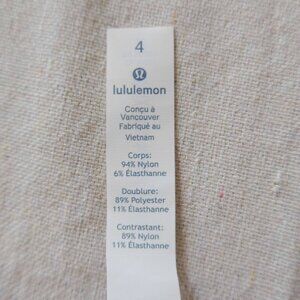 4
lululemon
Conçu à
Vancouver
Fabriqué au
Vietnam
Corps:
94% Nylon
6% Élasthanne
Doublure:
89% Polyester
11% Élasthanne
Contrastant:
89% Nylon
11% Élasthanne